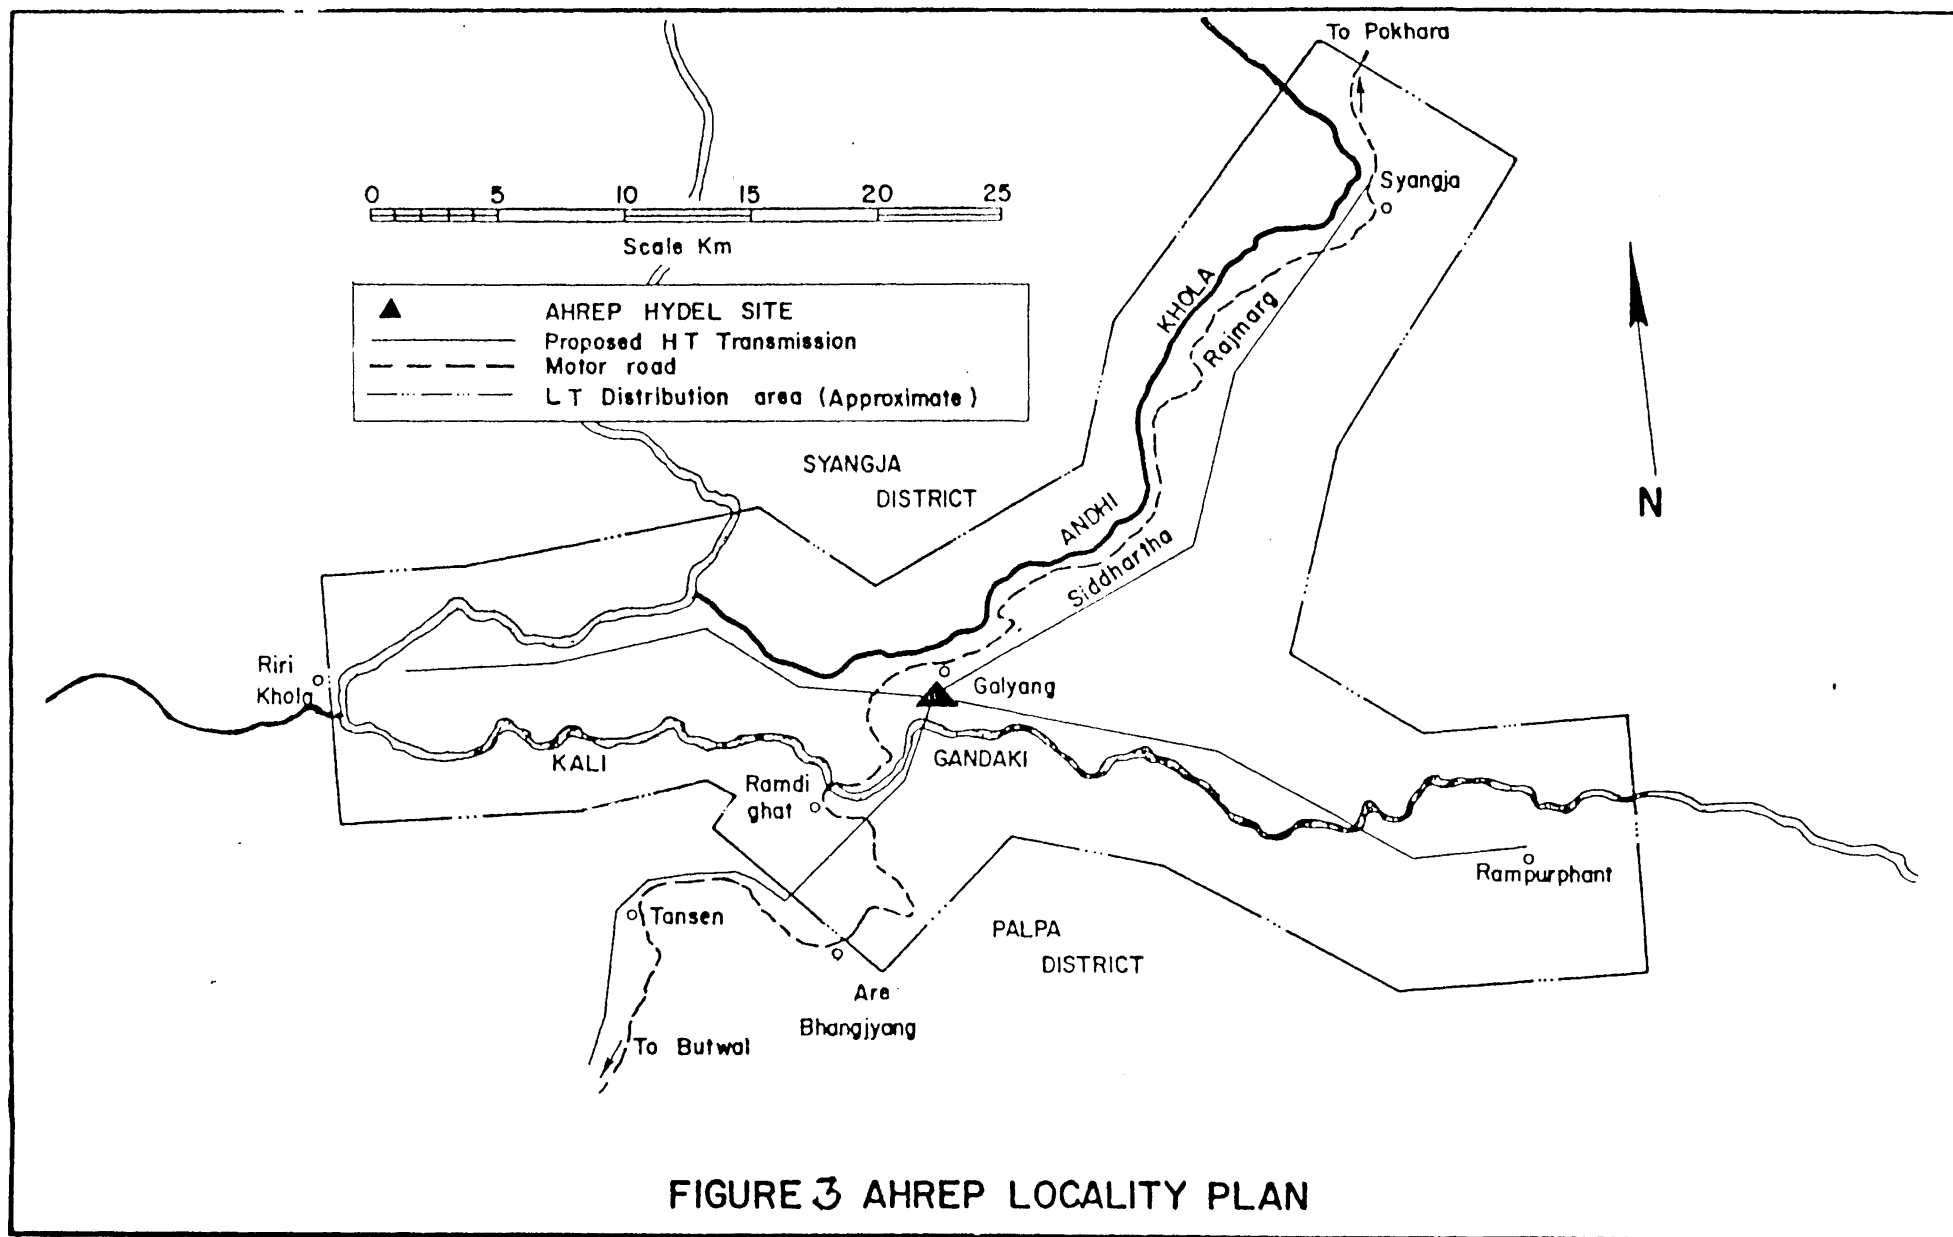 To Pokhara
0 5 10 15 20 25
Scale Km
Syangja
AHREP HYDEL SITE
Proposed HT Transmission
Motor road
LT Distribution area (Approximate)
KHOLA
Rajmarg
N
SYANGJA
DISTRICT
ANDHI
Siddhartha
Riri
Khola
Galyang
KALI
GANDAKI
Ramdi
ghat
Rampurphant
Tansen
PALPA
DISTRICT
Are
Bhangjyang
To Butwal
FIGURE 3 AHREP LOCALITY PLAN